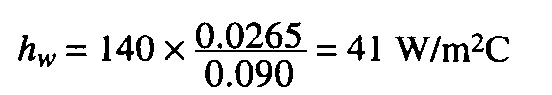 h_w = 140 × 0.0265/0.090 = 41 W/m²C